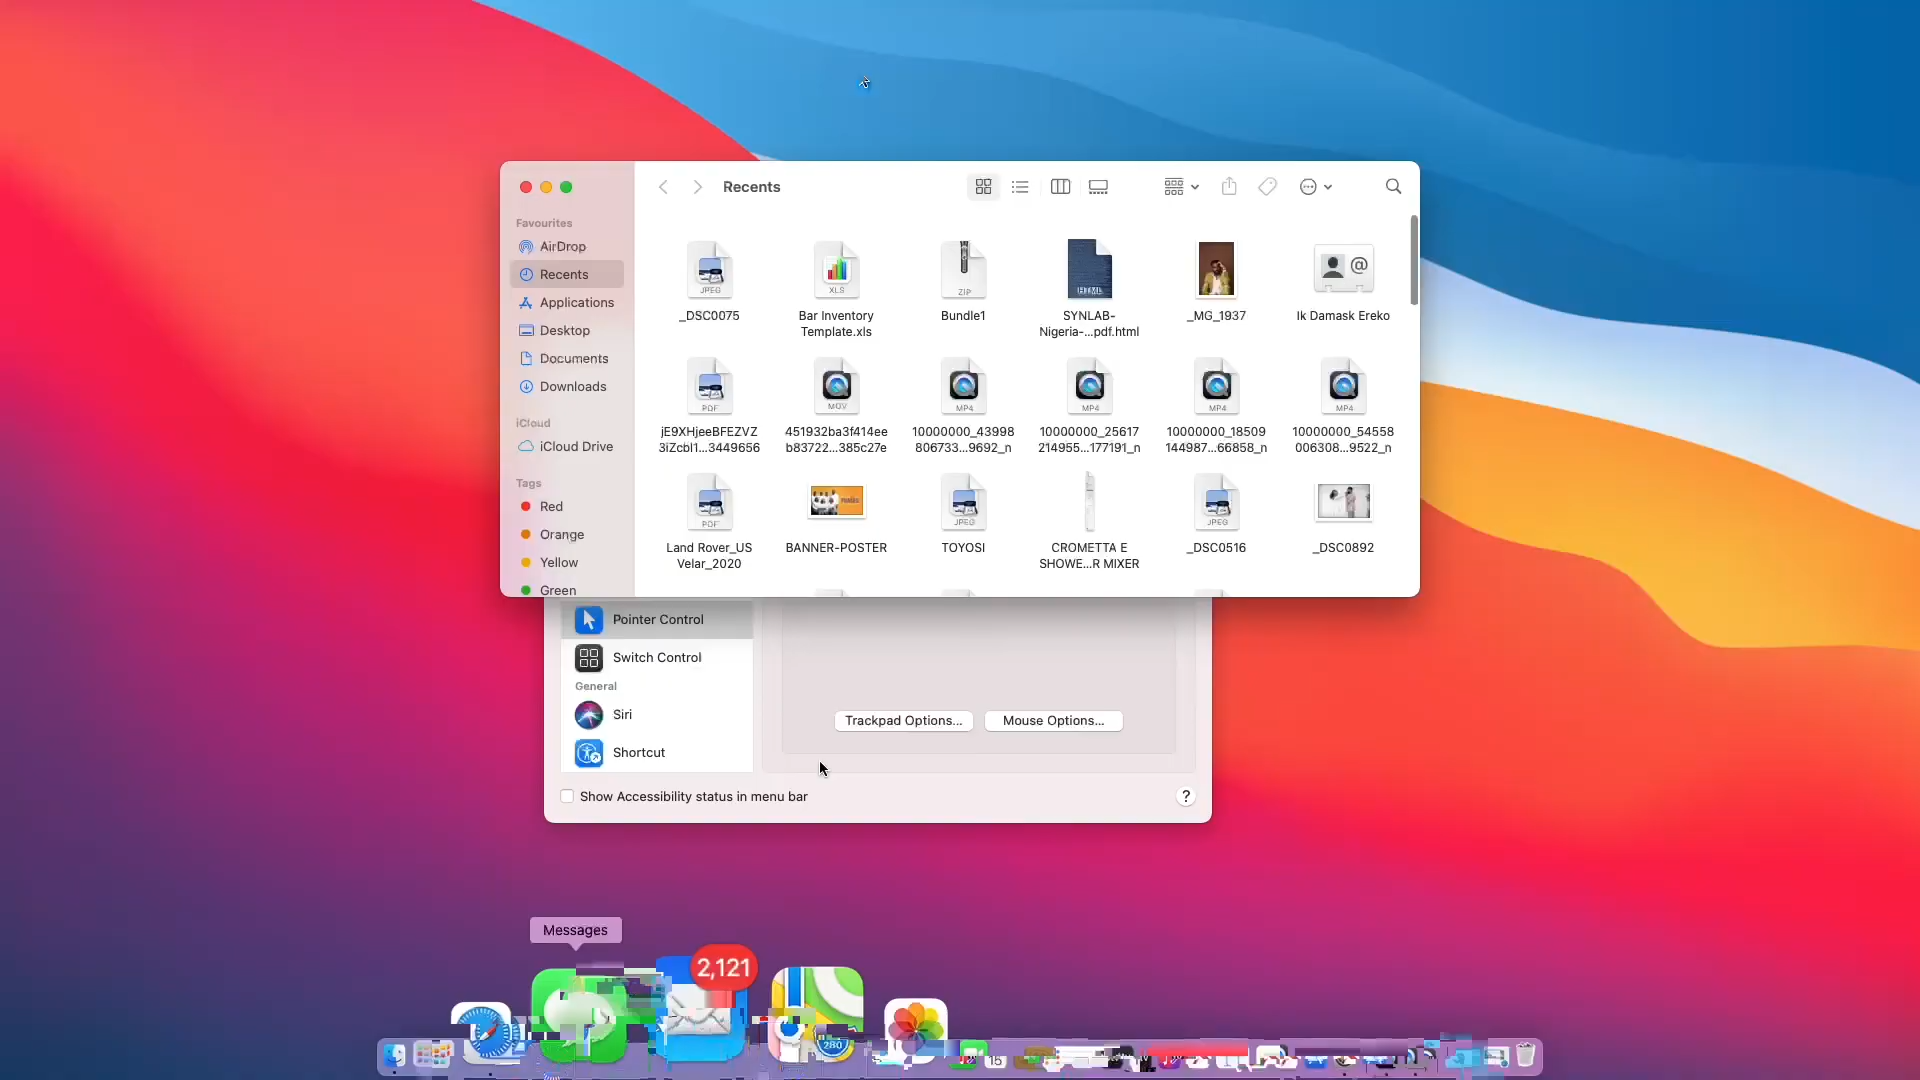 Recents
Favourites
AirDrop
Recents
Applications
Desktop
Documents
Downloads
iCloud
iCloud Drive
Tags
Red
Orange
Yellow
Green
JPEG
XLS
ZIP
HTML
_DSC0075
Bar Inventory
Template.xls
Bundle1
SYNLAB-
Nigeria-...pdf.html
_MG_1937
Ik Damask Ereko
PDF
MOV
MP4
MP4
MP4
MP4
jE9XHjeeBFEZVZ
3iZcbl1...3449656
451932ba3f414ee
b83722...385c27e
10000000_43998
806733...9692_n
10000000_25617
214955...177191_n
10000000_18509
144987...66858_n
10000000_54558
006308...9522_n
PDF
JPEG
JPEG
Land Rover_US
Velar_2020
BANNER-POSTER
TOYOSI
CROMETTA E
SHOWE...R MIXER
_DSC0516
_DSC0892
Pointer Control
Switch Control
General
Siri
Shortcut
Trackpad Options...
Mouse Options...
Show Accessibility status in menu bar
?
Messages
2,121
280
15